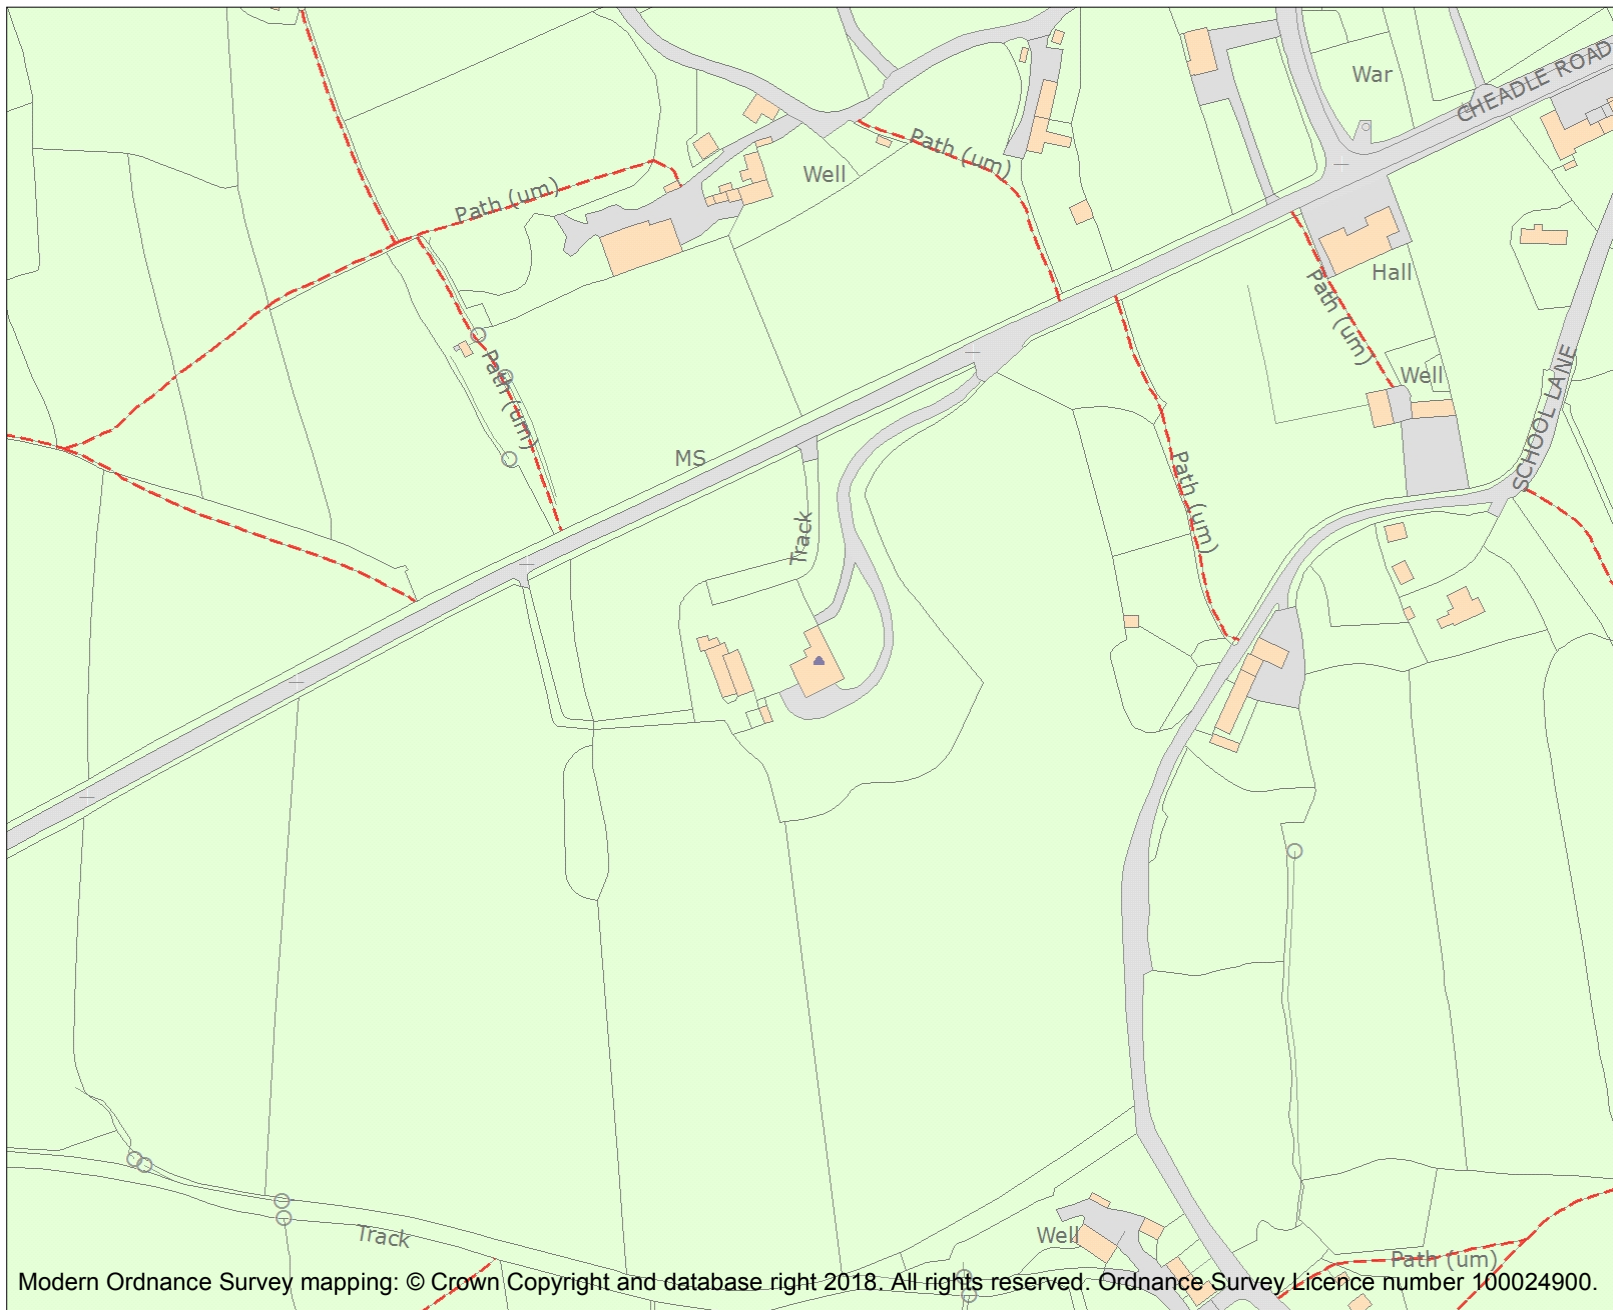 War
CHEADLE ROAD
Path (um)
Well
Path (um)
Hall
Path (um)
Path (um)
Well
SCHOOL LANE
MS
Path (um)
Track
Well
Track
Path (um)
Modern Ordnance Survey mapping: © Crown Copyright and database right 2018. All rights reserved. Ordnance Survey Licence number 100024900.